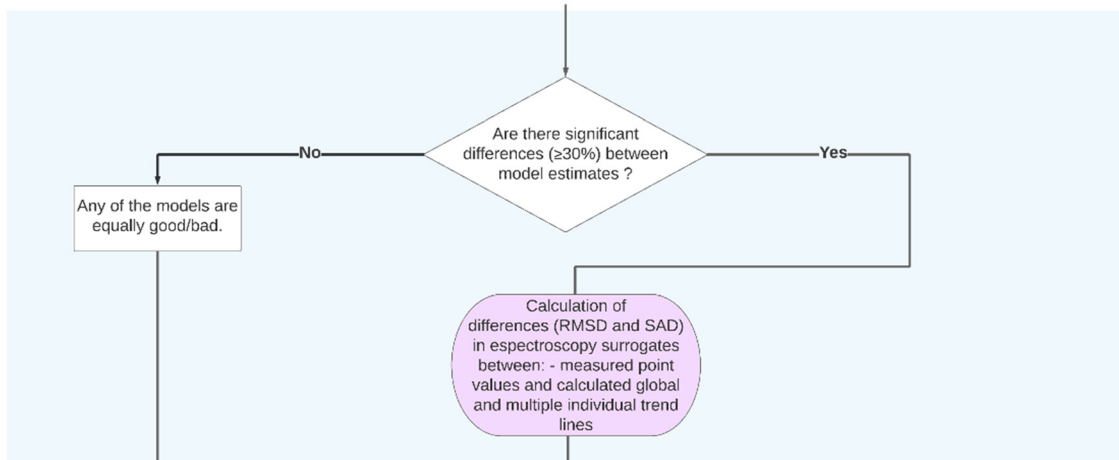 Are there significant
differences (≥30%) between
model estimates ?
No
Yes
Any of the models are
equally good/bad.
Calculation of
differences (RMSD and SAD)
in espectroscopy surrogates
between: - measured point
values and calculated global
and multiple individual trend
lines